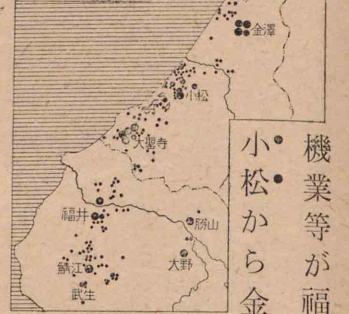 機業等が福
小松から金
金澤
小松
大聖寺
福井
勝山
大野
鯖江
武生